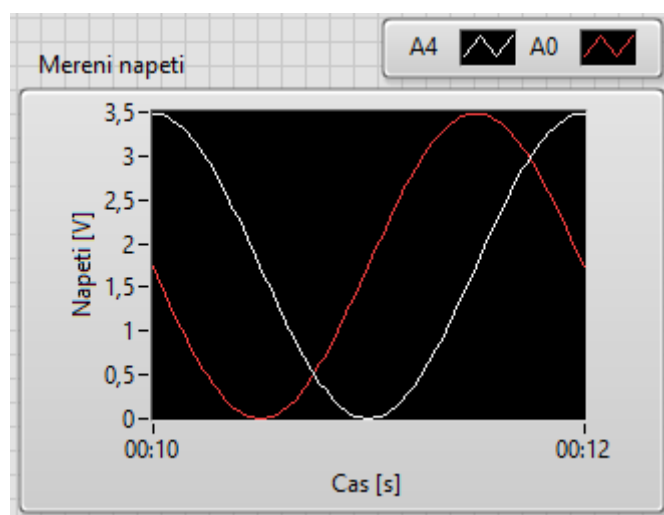 A4 A0
Mereni napeti
3,5
3
2,5
2
1,5
1
0,5
0
Napeti [V]
00:10 00:12
Cas [s]